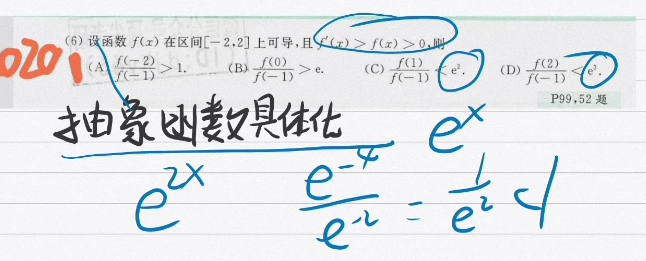 2020
(6) 设函数 f(x) 在区间[-2,2]上可导,且 f'(x)>f(x)>0,则
(A) f(-2)/f(-1)>1. (B) f(0)/f(-1)>e. (C) f(1)/f(-1)<e². (D) f(2)/f(-1)<e³.
P99,52 题
抽象函数具体化 eˣ
e²ˣ e⁻⁴/e⁻² = 1/e² <1